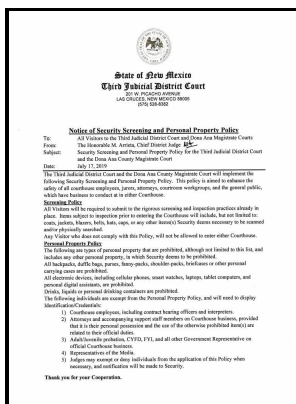 State of New Mexico
Third Judicial District Court
201 W. PICACHO AVENUE
LAS CRUCES, NEW MEXICO 88005
(575) 528-8382
Notice of Security Screening and Personal Property Policy
To: All Visitors to the Third Judicial District Court and Dona Ana Magistrate Courts
From: The Honorable M. Arrieta, Chief District Judge
Subject: Security Screening and Personal Property Policy for the Third Judicial District Court
and the Dona Ana County Magistrate Court
Date: July 17, 2019
The Third Judicial District Court and the Dona Ana County Magistrate Court will implement the
following Security Screening and Personal Property Policy. This policy is aimed to enhance the
safety of all courthouse employees, jurors, attorneys, courtroom workgroups, and the general public,
which have business to conduct at in either Courthouse.
Screening Policy
All Visitors will be required to submit to the rigorous screening and inspection practices already in
place. Items subject to inspection prior to entering the Courthouse will include, but not limited to:
coats, jackets, blazers, belts, hats, caps, or any other item(s) Security deems necessary to be scanned
and/or physically searched.
Any Visitor who does not comply with this Policy, will not be allowed to enter either Courthouse.
Personal Property Policy
The following are types of personal property that are prohibited, although not limited to this list, and
includes any other personal property, in which Security deems to be prohibited.
All backpacks, duffle bags, purses, fanny-packs, shoulder-packs, briefcases or other personal
carrying cases are prohibited.
All electronic devices, including cellular phones, smart watches, laptops, tablet computers, and
personal digital assistants, are prohibited.
Drinks, liquids or personal drinking containers are prohibited.
The following individuals are exempt from the Personal Property Policy, and will need to display
Identification/Credentials:
1) Courthouse employees, including contract hearing officers and interpreters.
2) Attorneys and accompanying support staff members on Courthouse business, provided
that it is their personal possession and the use of the otherwise prohibited item(s) are
related to their official duties.
3) Adult/juvenile probation, CYFD, FYI, and all other Government Representative on
official Courthouse business.
4) Representatives of the Media.
5) Judges may exempt or deny individuals from the application of this Policy when
necessary, and notification will be made to Security.
Thank you for your Cooperation.